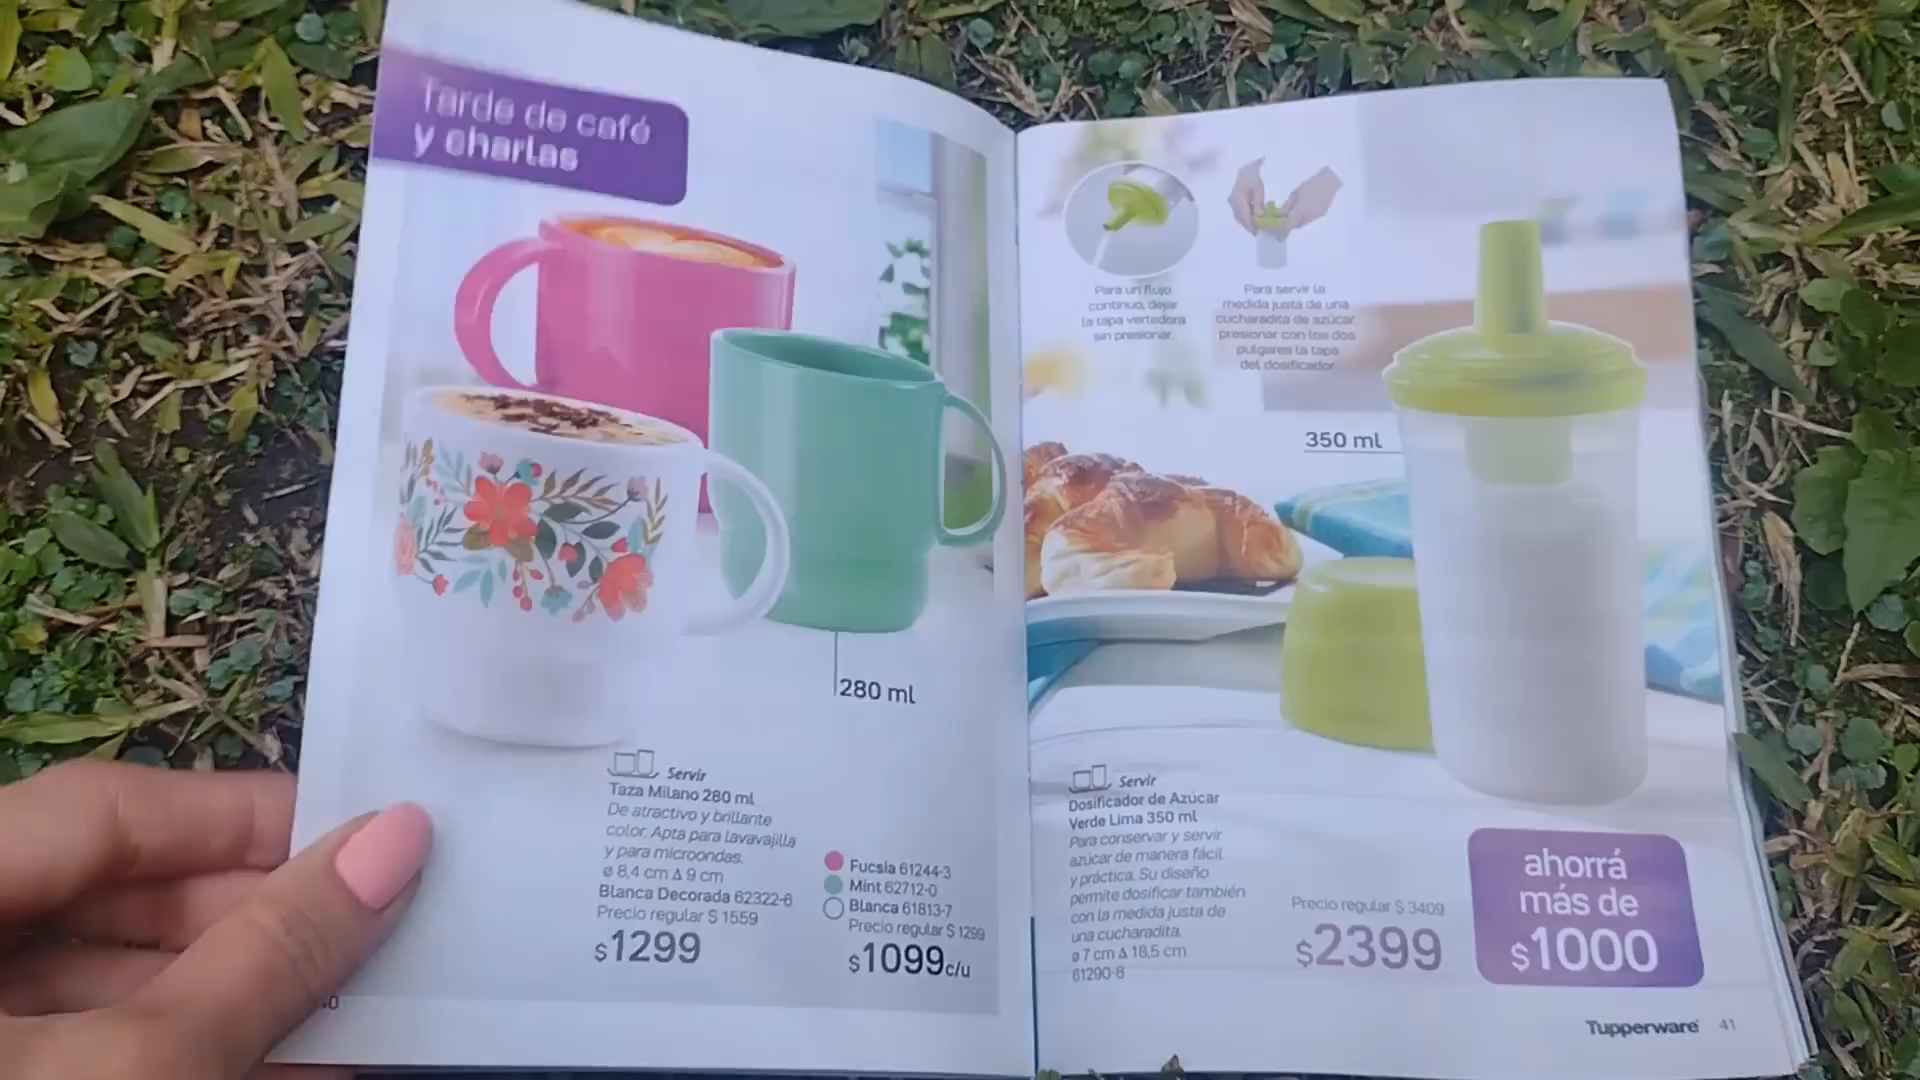 Tarde de café
y charlas
280 ml
Servir
Taza Milano 280 ml
De atractivo y brillante
color. Apta para lavavajilla
y para microondas.
ø 8,4 cm Δ 9 cm
Blanca Decorada 62322-6
Precio regular $ 1559
$1299
Fucsia 61244-3
Mint 62712-0
Blanca 61813-7
Precio regular $ 1299
$1099c/u
Para un flujo
continuo, dejar
la tapa vertedora
sin presionar.
Para servir la
medida justa de una
cucharadita de azúcar,
presionar con los dos
pulgares la tapa
del dosificador
350 ml
Servir
Dosificador de Azúcar
Verde Lima 350 ml
Para conservar y servir
azúcar de manera fácil
y práctica. Su diseño
permite dosificar también
con la medida justa de
una cucharadita.
ø 7 cm Δ 18,5 cm
61290-8
Precio regular $ 3409
$2399
ahorrá
más de
$1000
Tupperware 41